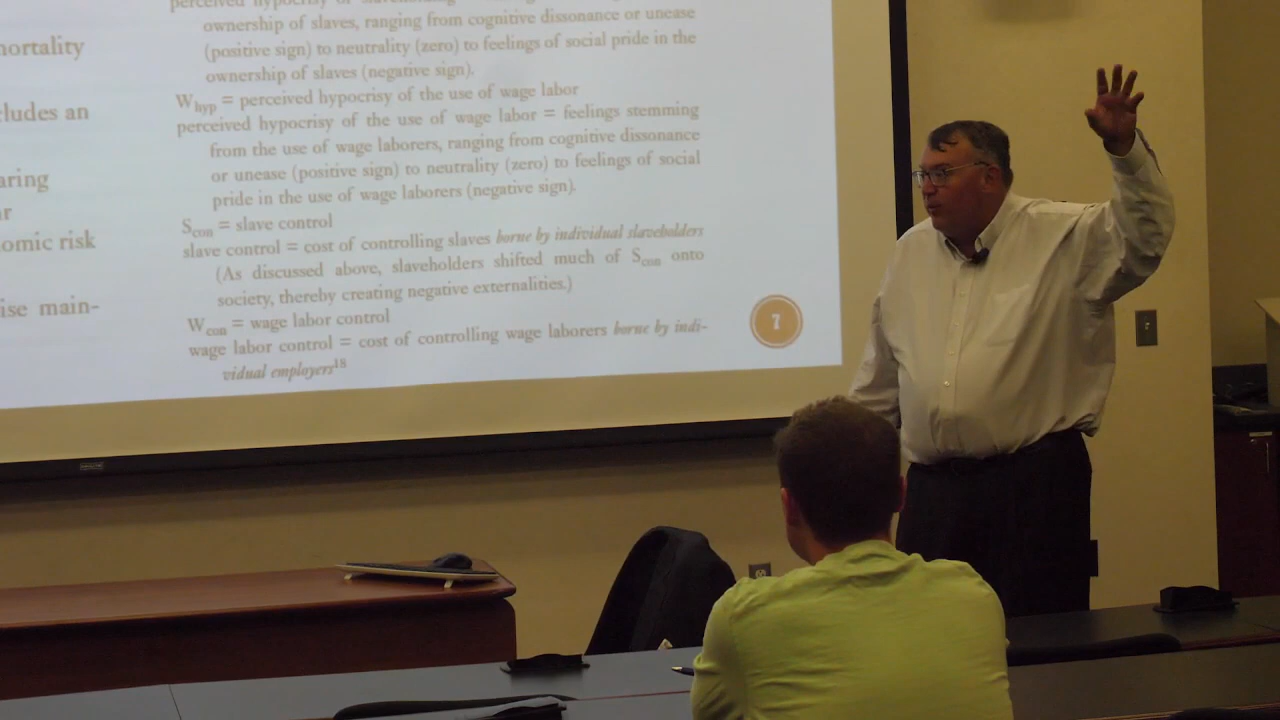 mortality
cludes an
aring
r
omic risk
ise main-
perceived hypocrisy of
ownership of slaves, ranging from cognitive dissonance or unease
(positive sign) to neutrality (zero) to feelings of social pride in the
ownership of slaves (negative sign).
Whyp = perceived hypocrisy of the use of wage labor
perceived hypocrisy of the use of wage labor = feelings stemming
from the use of wage laborers, ranging from cognitive dissonance
or unease (positive sign) to neutrality (zero) to feelings of social
pride in the use of wage laborers (negative sign).
Scon = slave control
slave control = cost of controlling slaves borne by individual slaveholders
(As discussed above, slaveholders shifted much of Scon onto
society, thereby creating negative externalities.)
Wcon = wage labor control
wage labor control = cost of controlling wage laborers borne by indi-
vidual employers18
7